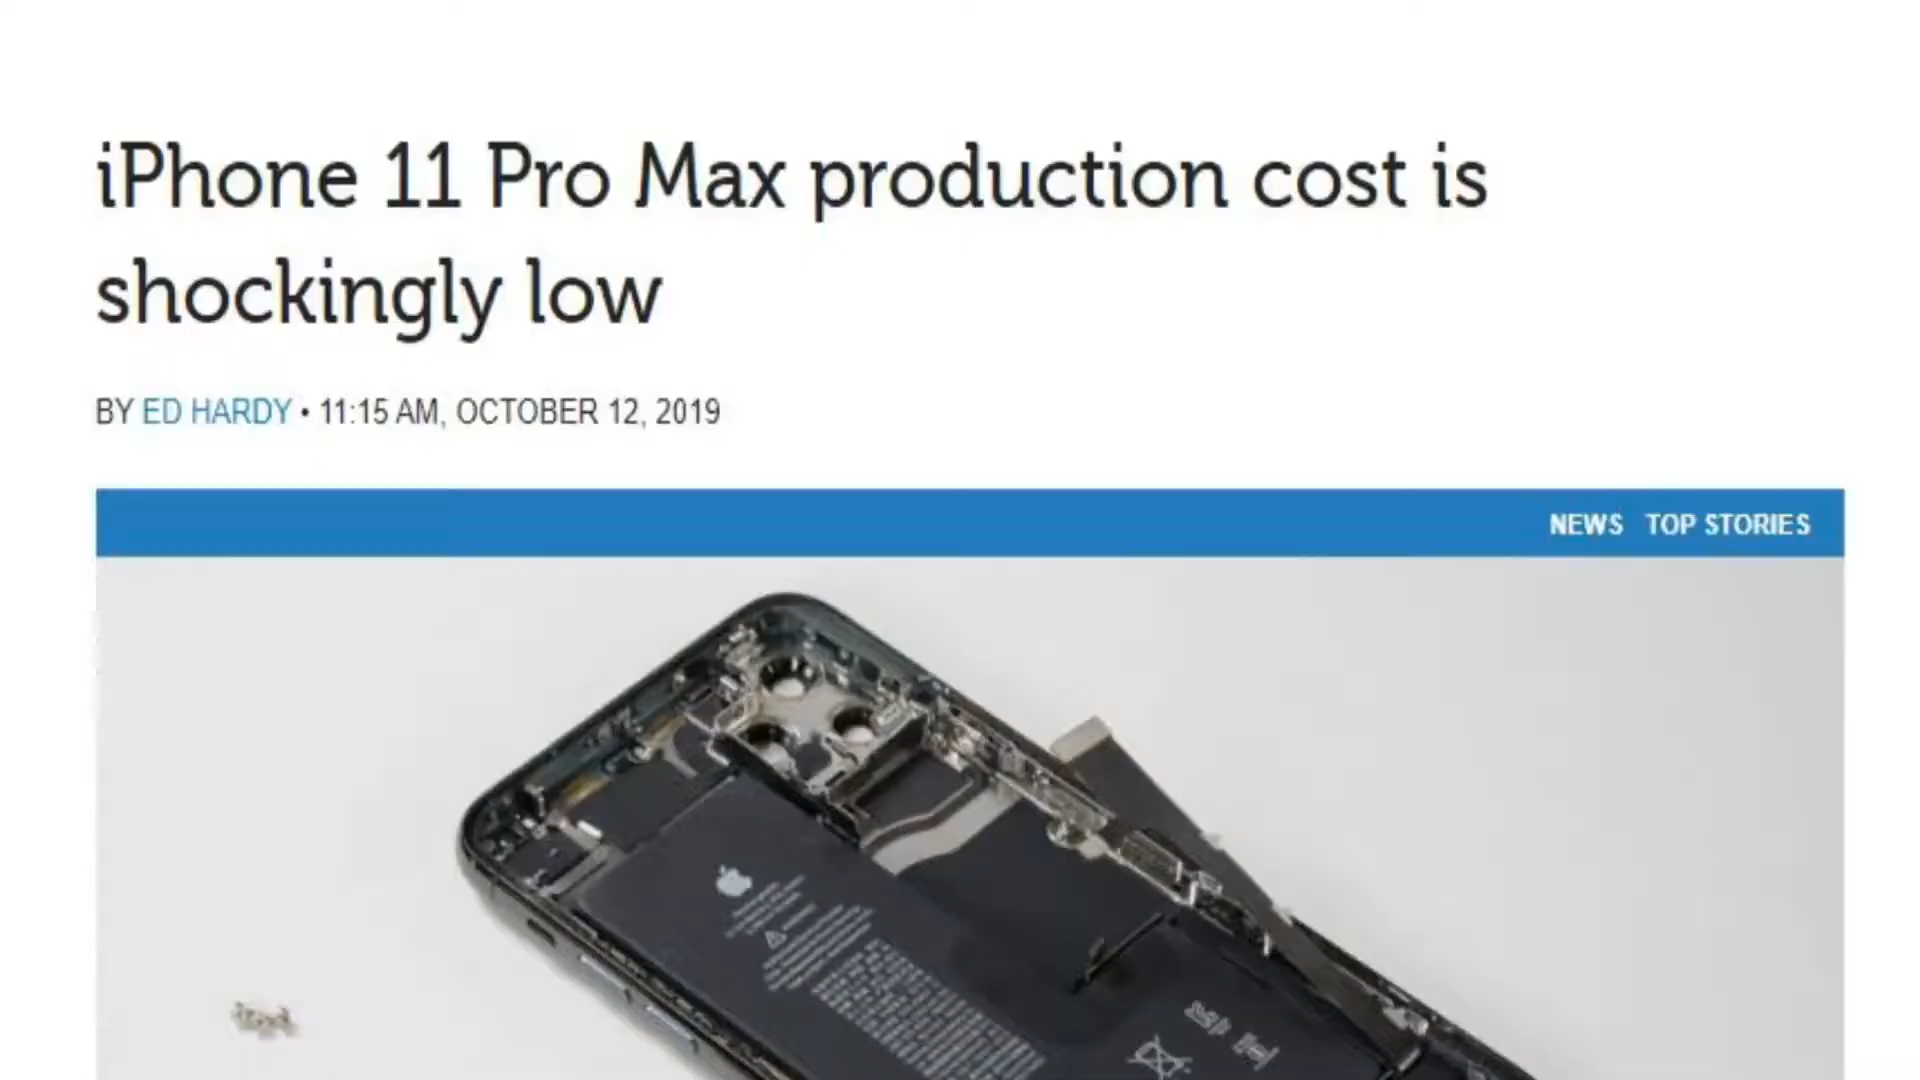 iPhone 11 Pro Max production cost is
shockingly low
BY ED HARDY • 11:15 AM, OCTOBER 12, 2019
NEWS TOP STORIES